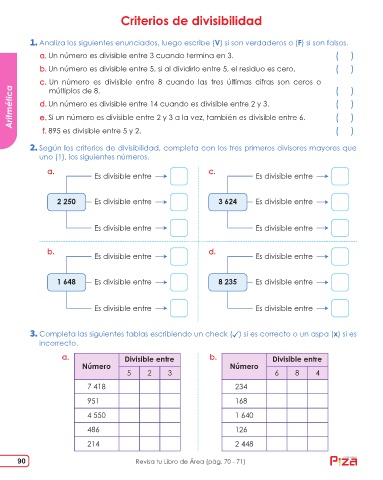 Criterios de divisibilidad
1. Analiza los siguientes enunciados, luego escribe (V) si son verdaderos o (F) si son falsos.
a. Un número es divisible entre 3 cuando termina en 3. ( )
b. Un número es divisible entre 5, si al dividirlo entre 5, el residuo es cero. ( )
c. Un número es divisible entre 8 cuando las tres últimas cifras son ceros o
múltiplos de 8. ( )
d. Un número es divisible entre 14 cuando es divisible entre 2 y 3. ( )
e. Si un número es divisible entre 2 y 3 a la vez, también es divisible entre 6. ( )
f. 895 es divisible entre 5 y 2. ( )
Aritmética
2. Según los criterios de divisibilidad, completa con los tres primeros divisores mayores que
uno (1), los siguientes números.
a. Es divisible entre
2 250 Es divisible entre
Es divisible entre
c. Es divisible entre
3 624 Es divisible entre
Es divisible entre
b. Es divisible entre
1 648 Es divisible entre
Es divisible entre
d. Es divisible entre
8 235 Es divisible entre
Es divisible entre
3. Completa las siguientes tablas escribiendo un check (✓) si es correcto o un aspa (x) si es
incorrecto.
a. Número Divisible entre
5 2 3
7 418
951
4 550
486
214
b. Número Divisible entre
6 8 4
234
168
1 640
126
2 448
90 Revisa tu Libro de Área (pág. 70 - 71)